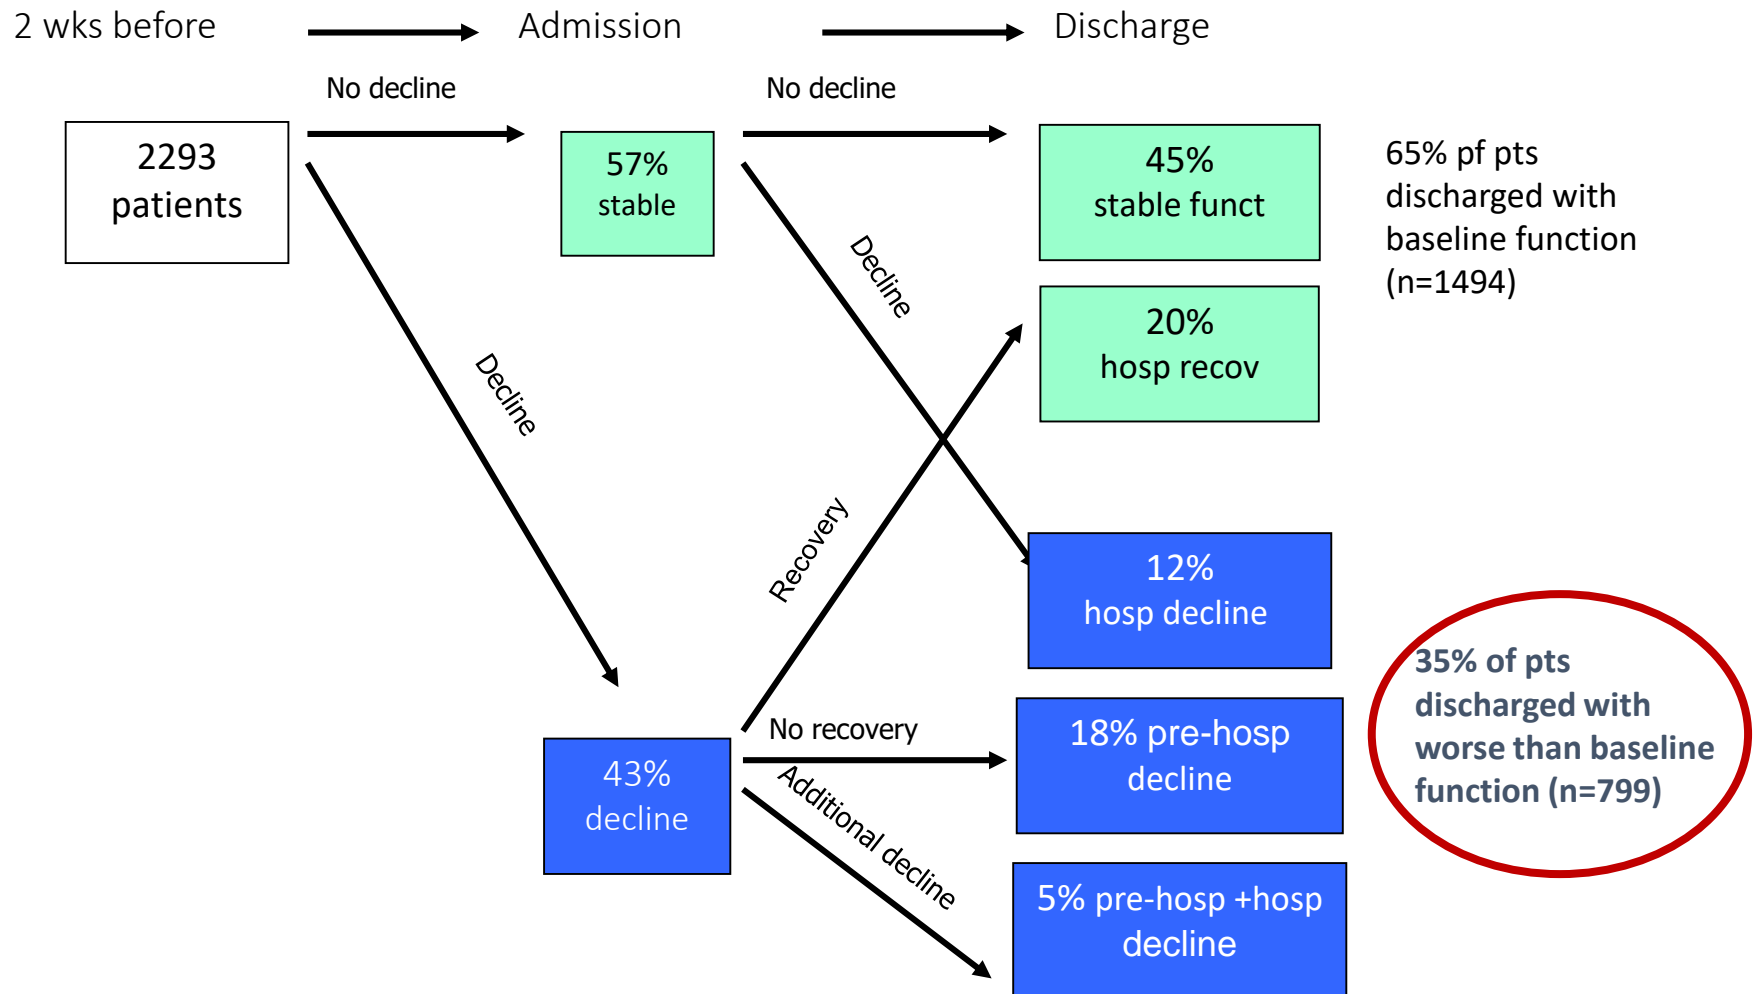 2 wks before
Admission
Discharge
No decline
No decline
2293
patients
57%
stable
45%
stable funct
65% pf pts
discharged with
baseline function
(n=1494)
Decline
20%
hosp recov
Decline
Recovery
12%
hosp decline
35% of pts
discharged with
worse than baseline
function (n=799)
No recovery
18% pre-hosp
decline
43%
decline
Additional decline
5% pre-hosp +hosp
decline